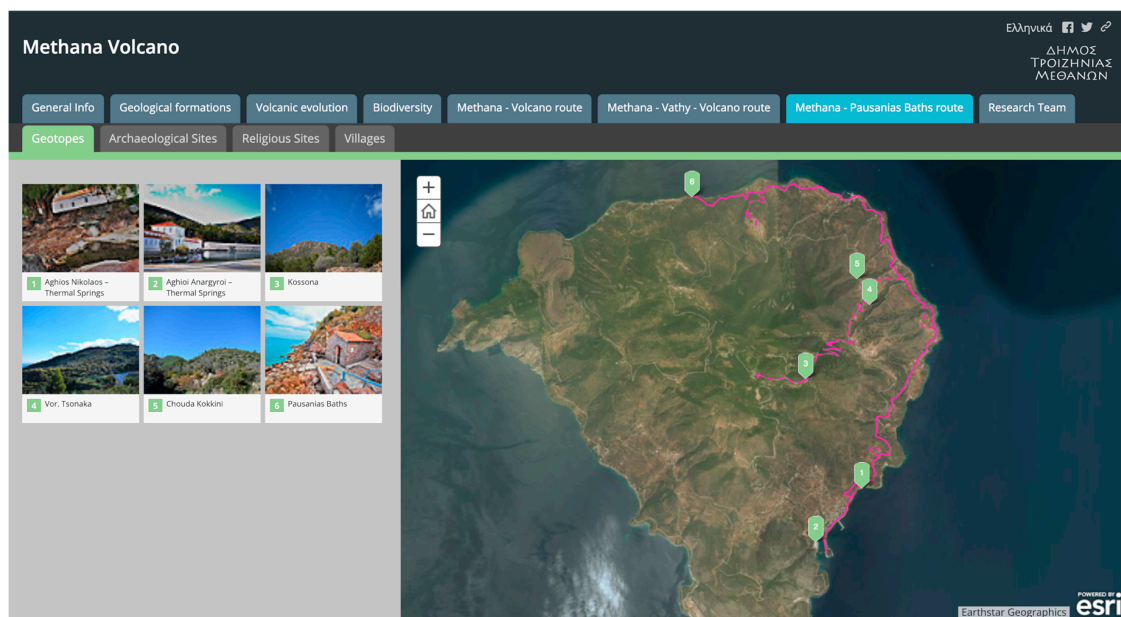 Ελληνικά
Methana Volcano
ΔΗΜΟΣ
ΤΡΟΙΖΗΝΙΑΣ
ΜΕΘΑΝΩΝ
General Info
Geological formations
Volcanic evolution
Biodiversity
Methana - Volcano route
Methana - Vathy - Volcano route
Methana - Pausanias Baths route
Research Team
Geotopes
Archaeological Sites
Religious Sites
Villages
1 Aghios Nikolaos –
Thermal Springs
2 Aghioi Anargyroi –
Thermal Springs
3 Kossona
4 Vor. Tsonaka
5 Chouda Kokkini
6 Pausanias Baths
6
5
4
3
1
2
Earthstar Geographics
POWERED BY
esri